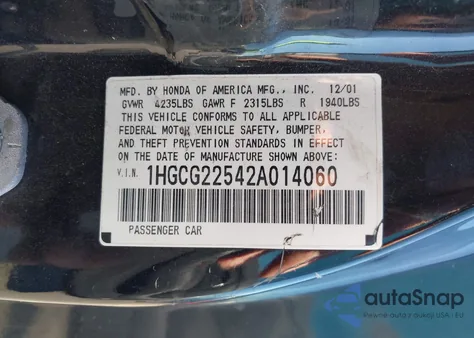 MFD. BY HONDA OF AMERICA MFG., INC. 12/01
GVWR 4235LBS GAWR F 2315LBS R 1940LBS
THIS VEHICLE CONFORMS TO ALL APPLICABLE
FEDERAL MOTOR VEHICLE SAFETY, BUMPER,
AND THEFT PREVENTION STANDARDS IN EFFECT
ON THE DATE OF MANUFACTURE SHOWN ABOVE:
V.I.N. 1HGCG22542A014060
PASSENGER CAR
autoSnap